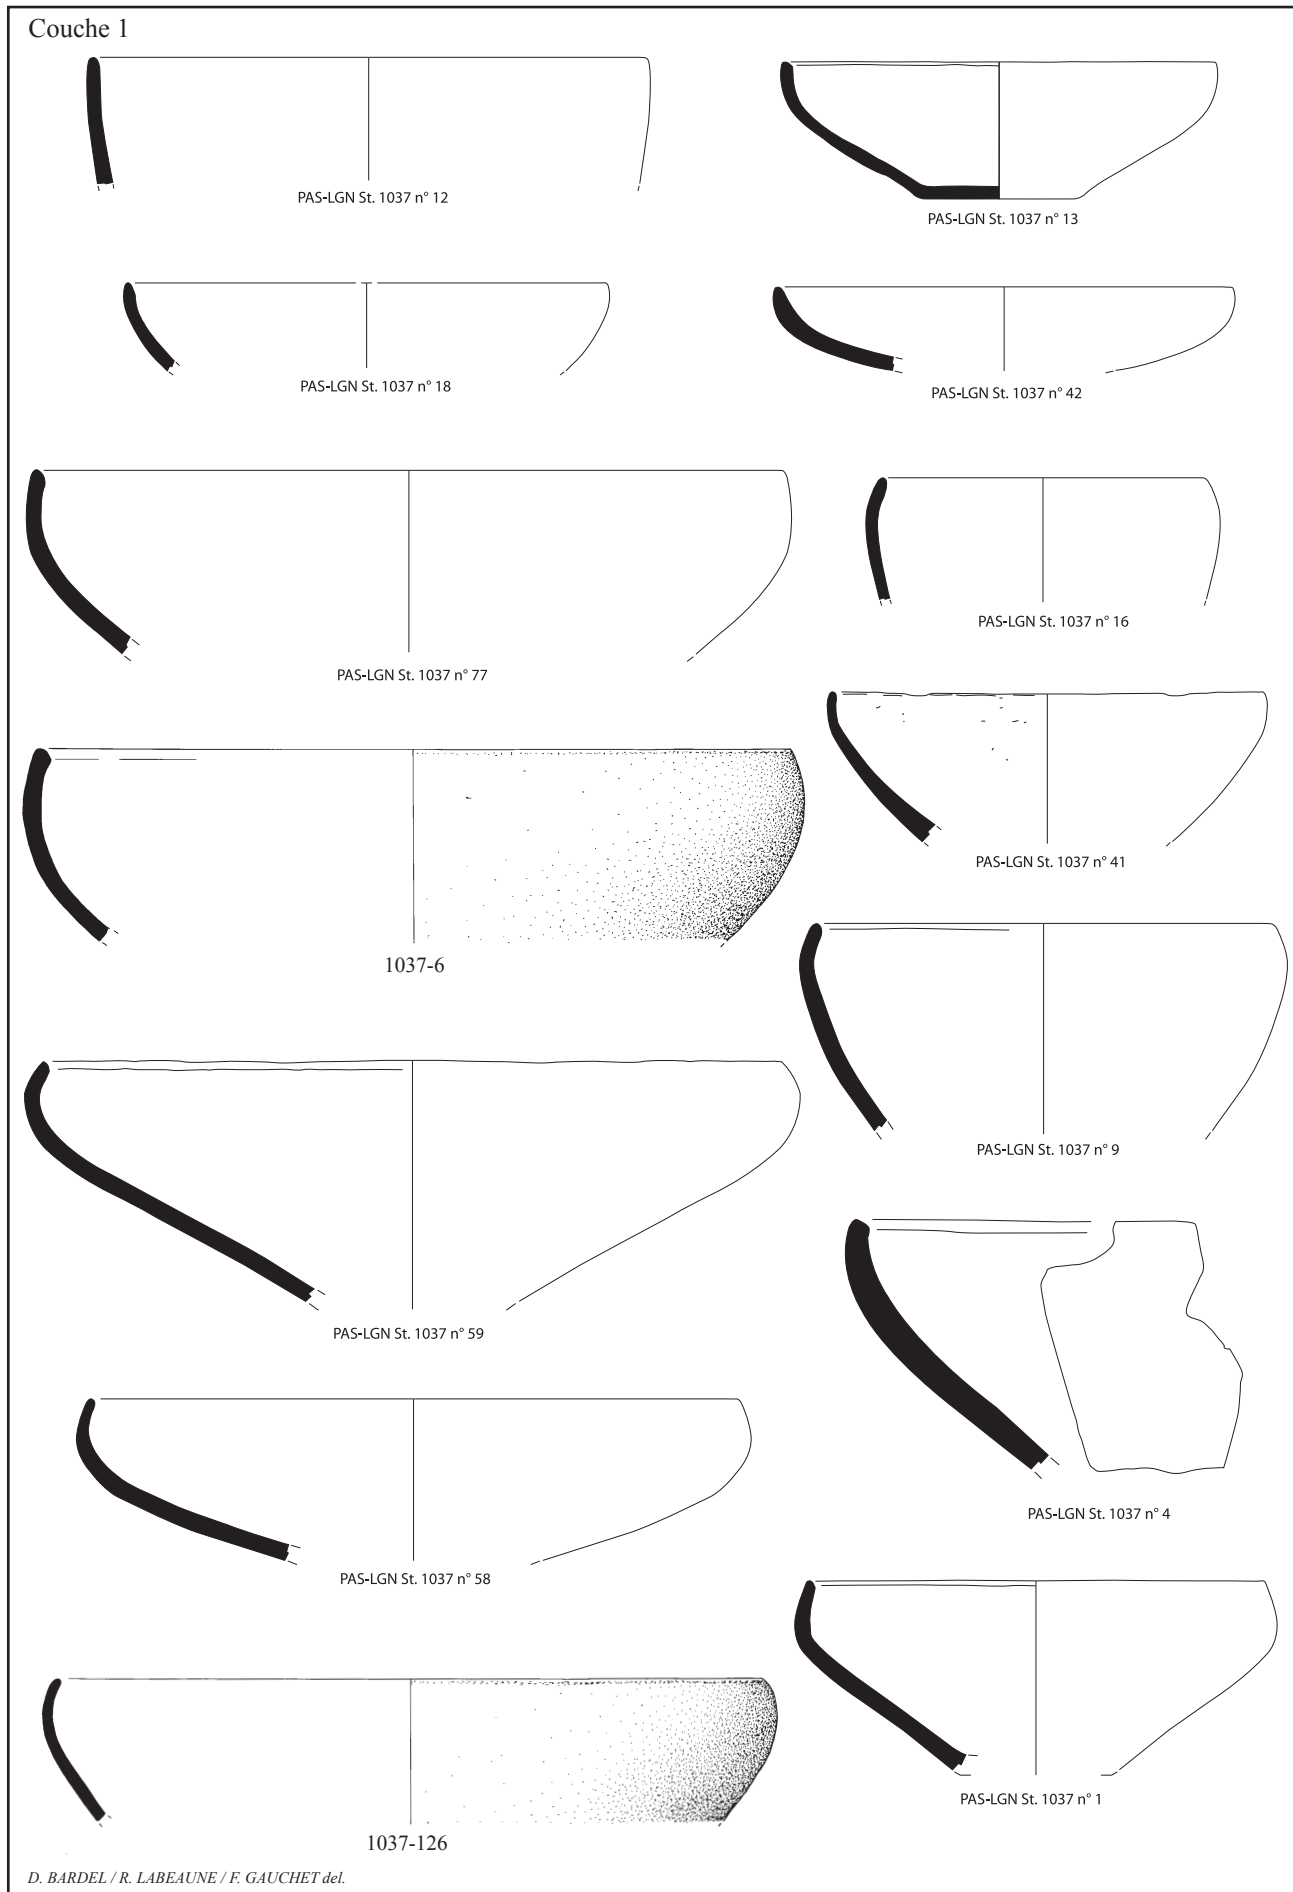 Couche 1
PAS-LGN St. 1037 n° 12
PAS-LGN St. 1037 n° 13
PAS-LGN St. 1037 n° 18
PAS-LGN St. 1037 n° 42
PAS-LGN St. 1037 n° 77
PAS-LGN St. 1037 n° 16
PAS-LGN St. 1037 n° 41
1037-6
PAS-LGN St. 1037 n° 9
PAS-LGN St. 1037 n° 59
PAS-LGN St. 1037 n° 4
PAS-LGN St. 1037 n° 58
PAS-LGN St. 1037 n° 1
1037-126
D. BARDEL / R. LABEAUNE / F. GAUCHET del.